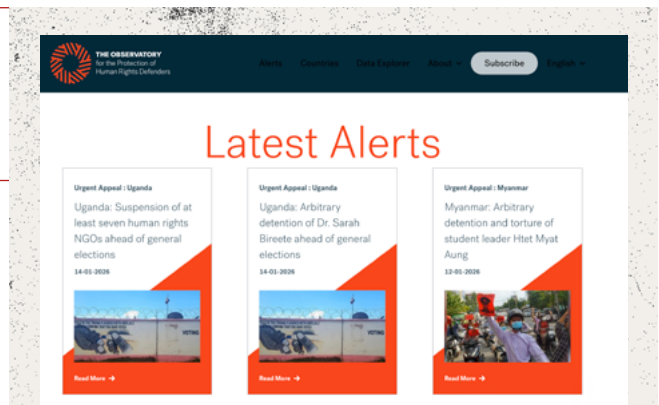 THE OBSERVATORY
for the Protection of
Human Rights Defenders
Alerts Countries Data Explorer About Subscribe English
Latest Alerts
Urgent Appeal : Uganda
Uganda: Suspension of at
least seven human rights
NGOs ahead of general
elections
14-01-2026
VOTING
Read More →
Urgent Appeal : Uganda
Uganda: Arbitrary
detention of Dr. Sarah
Bireete ahead of general
elections
14-01-2026
VOTING
Read More →
Urgent Appeal : Myanmar
Myanmar: Arbitrary
detention and torture of
student leader Htet Myat
Aung
12-01-2026
Read More →